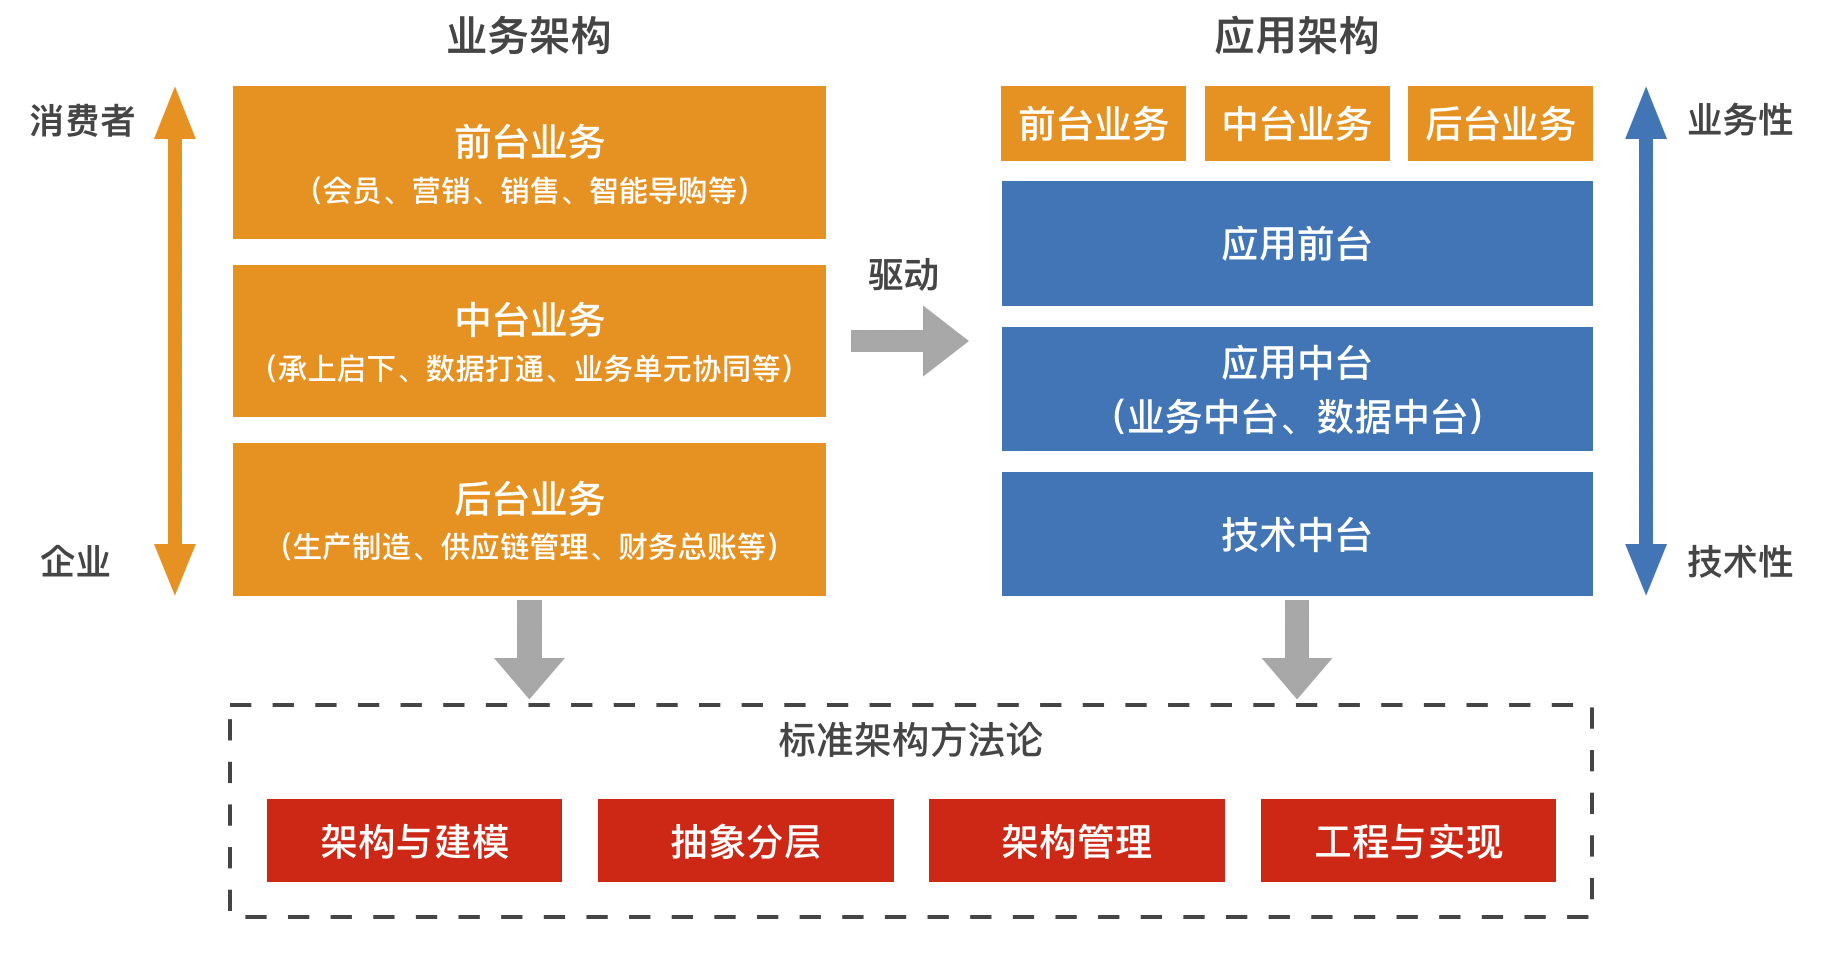 业务架构
应用架构
消费者
企业
前台业务
（会员、营销、销售、智能导购等）
中台业务
（承上启下、数据打通、业务单元协同等）
后台业务
（生产制造、供应链管理、财务总账等）
驱动
前台业务
中台业务
后台业务
应用前台
应用中台
（业务中台、数据中台）
技术中台
业务性
技术性
标准架构方法论
架构与建模
抽象分层
架构管理
工程与实现